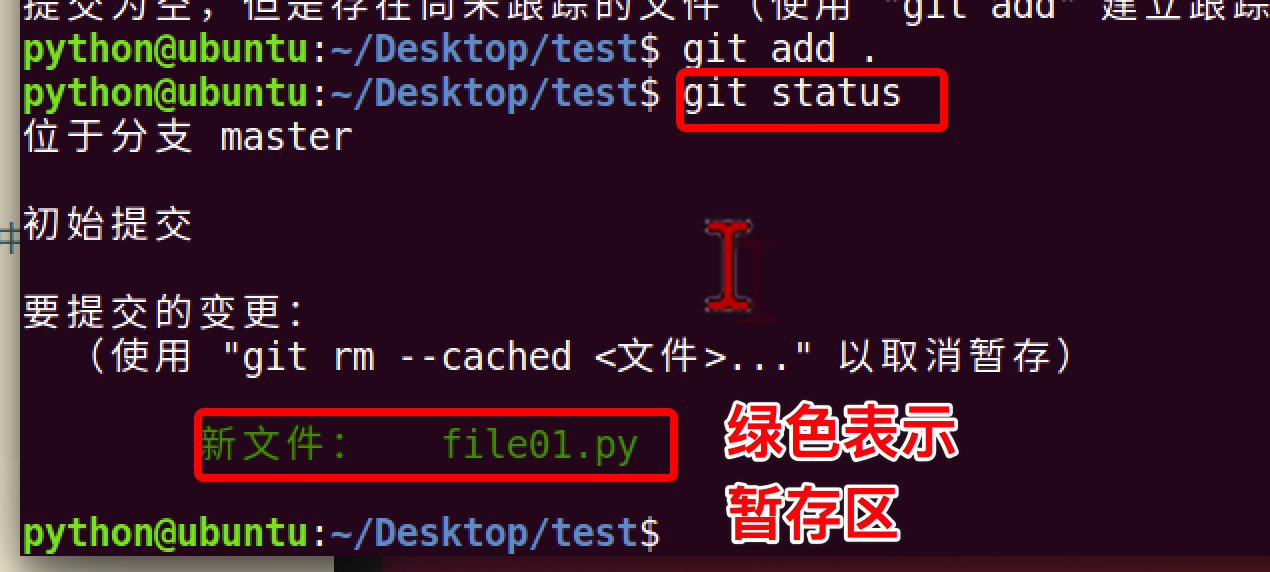 提交为空，但是存在尚未跟踪的文件（使用 "git add" 建立跟踪
python@ubuntu:~/Desktop/test$ git add .
python@ubuntu:~/Desktop/test$ git status
位于分支 master
初始提交
要提交的变更：
（使用 "git rm --cached <文件>..." 以取消暂存）
新文件： file01.py
绿色表示
暂存区
python@ubuntu:~/Desktop/test$